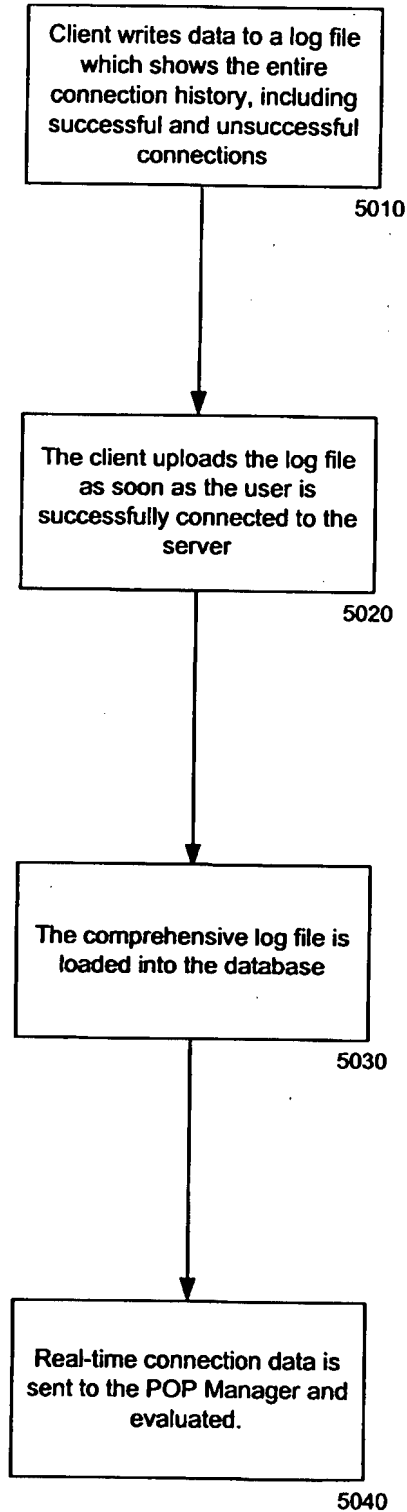 Client writes data to a log file
which shows the entire
connection history, including
successful and unsuccessful
connections
5010
The client uploads the log file
as soon as the user is
successfully connected to the
server
5020
The comprehensive log file is
loaded into the database
5030
Real-time connection data is
sent to the POP Manager and
evaluated.
5040